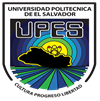 UNIVERSIDAD POLITECNICA
DE EL SALVADOR
UPES
CULTURA PROGRESO LIBERTAD